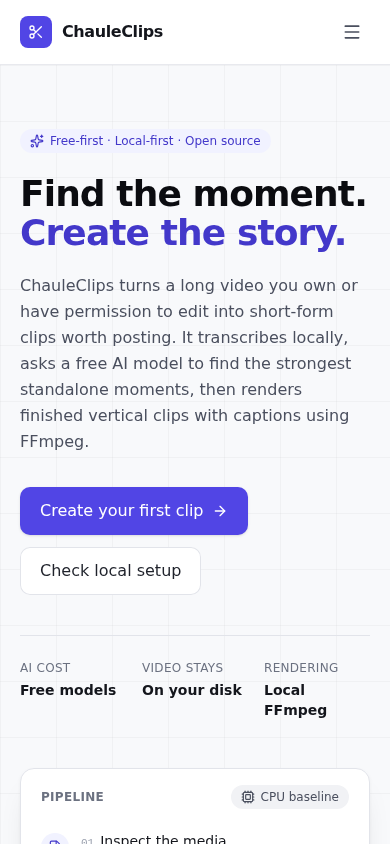 ChauleClips
Free-first · Local-first · Open source
Find the moment.
Create the story.
ChauleClips turns a long video you own or
have permission to edit into short-form
clips worth posting. It transcribes locally,
asks a free AI model to find the strongest
standalone moments, then renders
finished vertical clips with captions using
FFmpeg.
Create your first clip →
Check local setup
AI COST
Free models
VIDEO STAYS
On your disk
RENDERING
Local
FFmpeg
PIPELINE
CPU baseline
01 Inspect the media